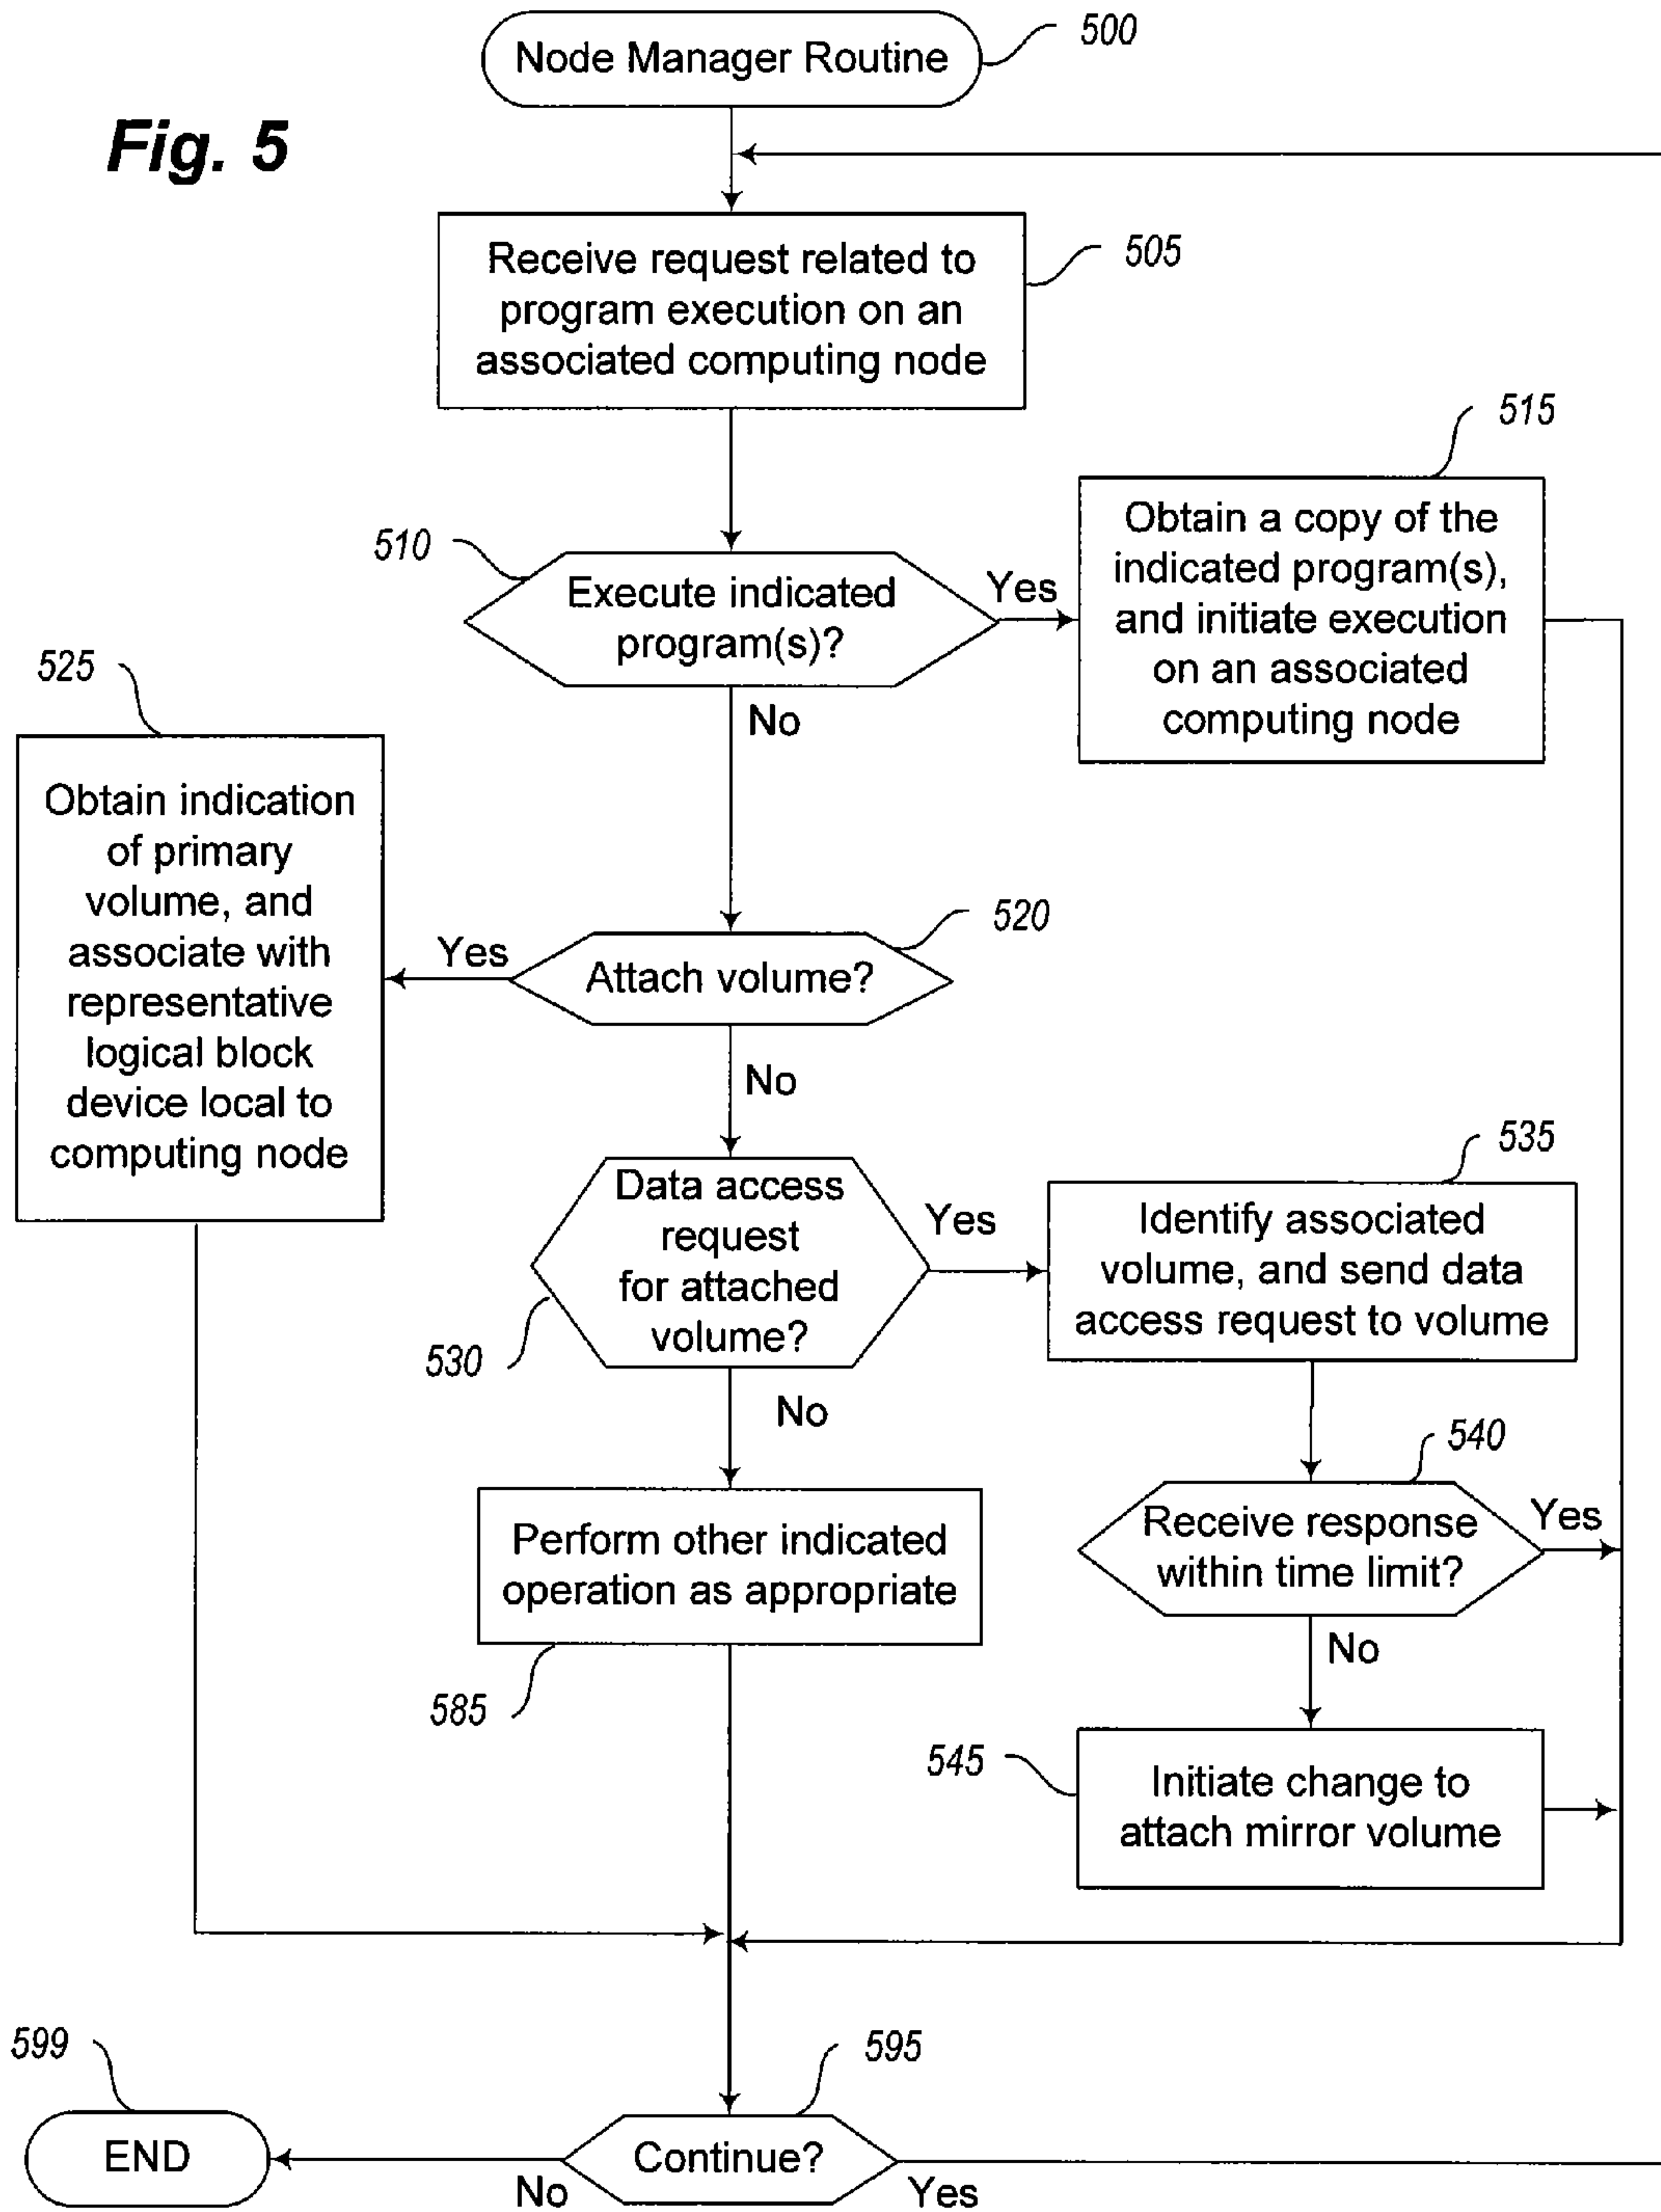 Fig. 5
Node Manager Routine
500
Receive request related to
program execution on an
associated computing node
505
510
Execute indicated
program(s)?
Yes
No
515
Obtain a copy of the
indicated program(s),
and initiate execution
on an associated
computing node
525
Obtain indication
of primary
volume, and
associate with
representative
logical block
device local to
computing node
520
Attach volume?
Yes
No
530
Data access
request
for attached
volume?
Yes
No
535
Identify associated
volume, and send data
access request to volume
540
Receive response
within time limit?
Yes
No
545
Initiate change to
attach mirror volume
Perform other indicated
operation as appropriate
585
595
Continue?
No
Yes
599
END